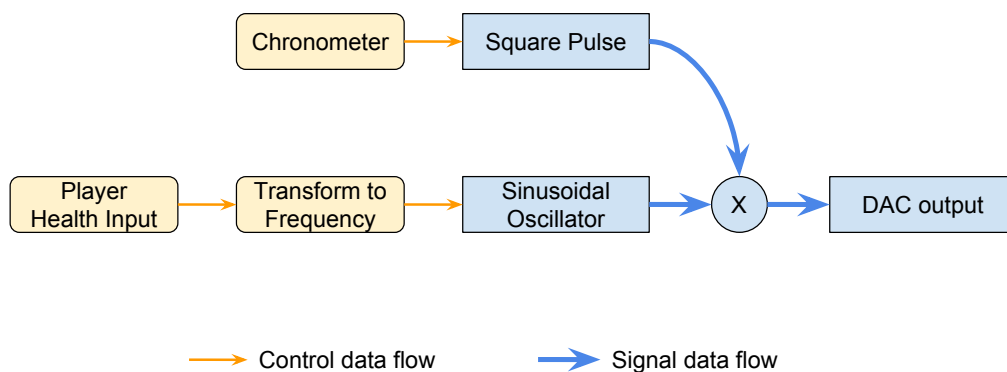 Chronometer
Square Pulse
Player
Health Input
Transform to
Frequency
Sinusoidal
Oscillator
X
DAC output
Control data flow
Signal data flow